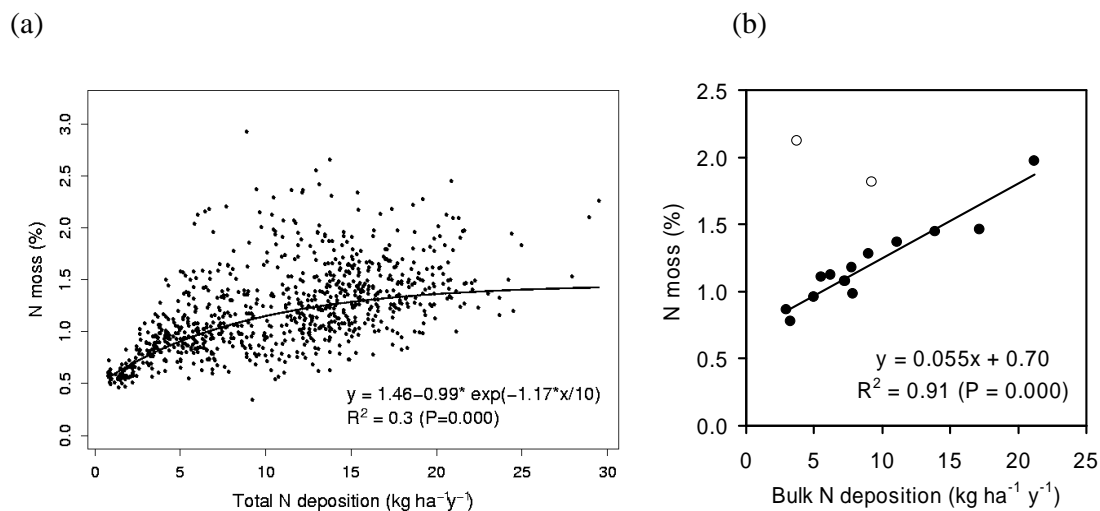 (a)
(b)
N moss (%)
3.0
2.5
2.0
1.5
1.0
0.5
0.0
0 5 10 15 20 25 30
Total N deposition (kg ha⁻¹y⁻¹)
y = 1.46−0.99* exp(−1.17*x/10)
R² = 0.3 (P=0.000)
N moss (%)
2.5
2.0
1.5
1.0
0.5
0.0
0 5 10 15 20 25
Bulk N deposition (kg ha⁻¹ y⁻¹)
y = 0.055x + 0.70
R² = 0.91 (P = 0.000)